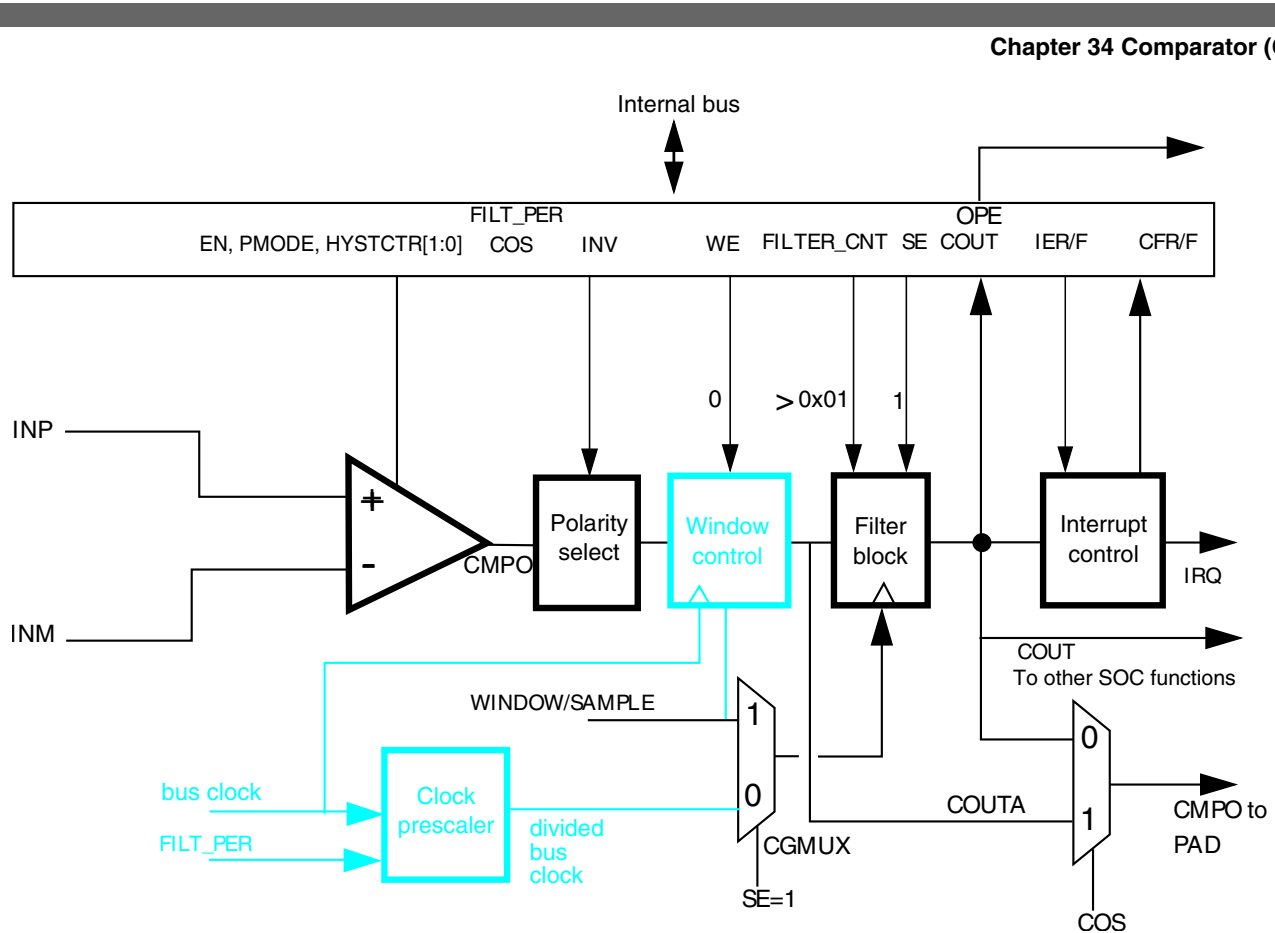 Chapter 34 Comparator (
Internal bus
FILT_PER
OPE
EN, PMODE, HYSTCTR[1:0]
COS
INV
WE
FILTER_CNT
SE
COUT
IER/F
CFR/F
0
> 0x01
1
INP
+
-
INM
CMPO
Polarity
select
Window
control
Filter
block
Interrupt
control
IRQ
COUT
To other SOC functions
WINDOW/SAMPLE
1
0
CGMUX
SE=1
bus clock
FILT_PER
Clock
prescaler
divided
bus
clock
COUTA
0
1
CMPO to
PAD
COS